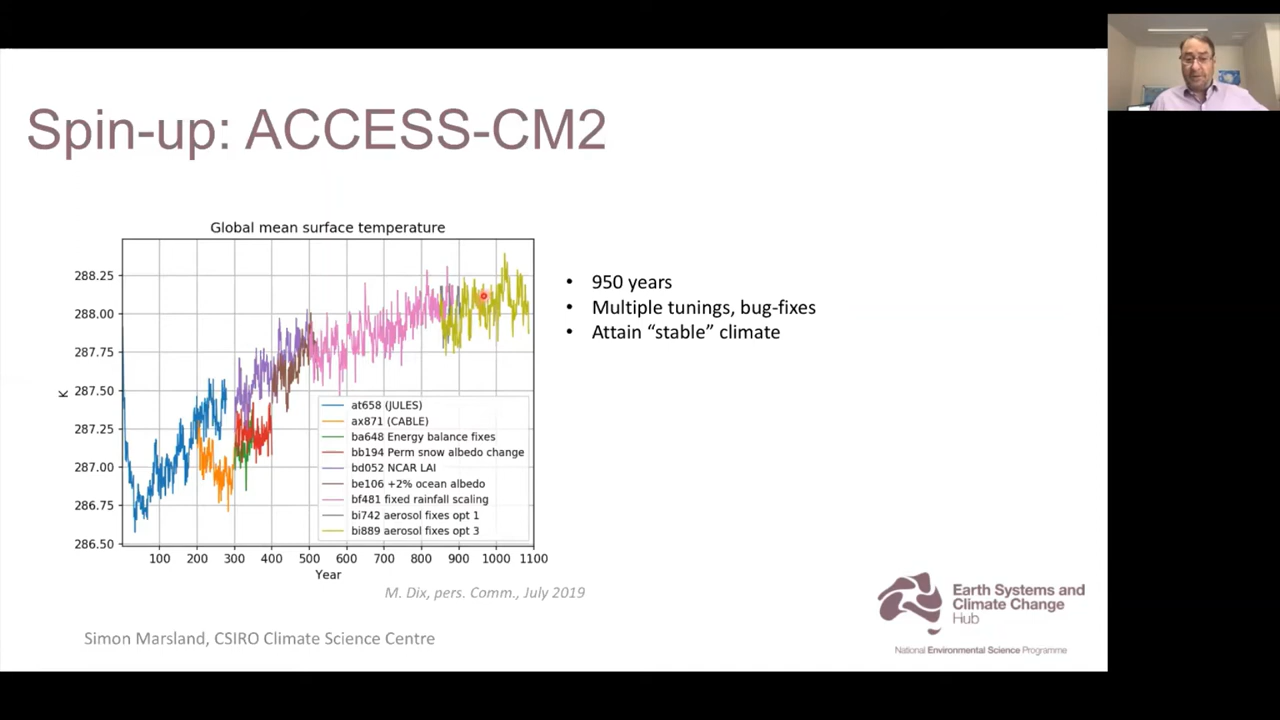 Spin-up: ACCESS-CM2
Global mean surface temperature
288.25
288.00
287.75
287.50
287.25
287.00
286.75
286.50
K
at658 (JULES)
ax871 (CABLE)
ba648 Energy balance fixes
bb194 Perm snow albedo change
bd052 NCAR LAI
be106 +2% ocean albedo
bf481 fixed rainfall scaling
bi742 aerosol fixes opt 1
bi889 aerosol fixes opt 3
100 200 300 400 500 600 700 800 900 1000 1100
Year
M. Dix, pers. Comm., July 2019
• 950 years
• Multiple tunings, bug-fixes
• Attain “stable” climate
Simon Marsland, CSIRO Climate Science Centre
Earth Systems and
Climate Change
Hub
National Environmental Science Programme